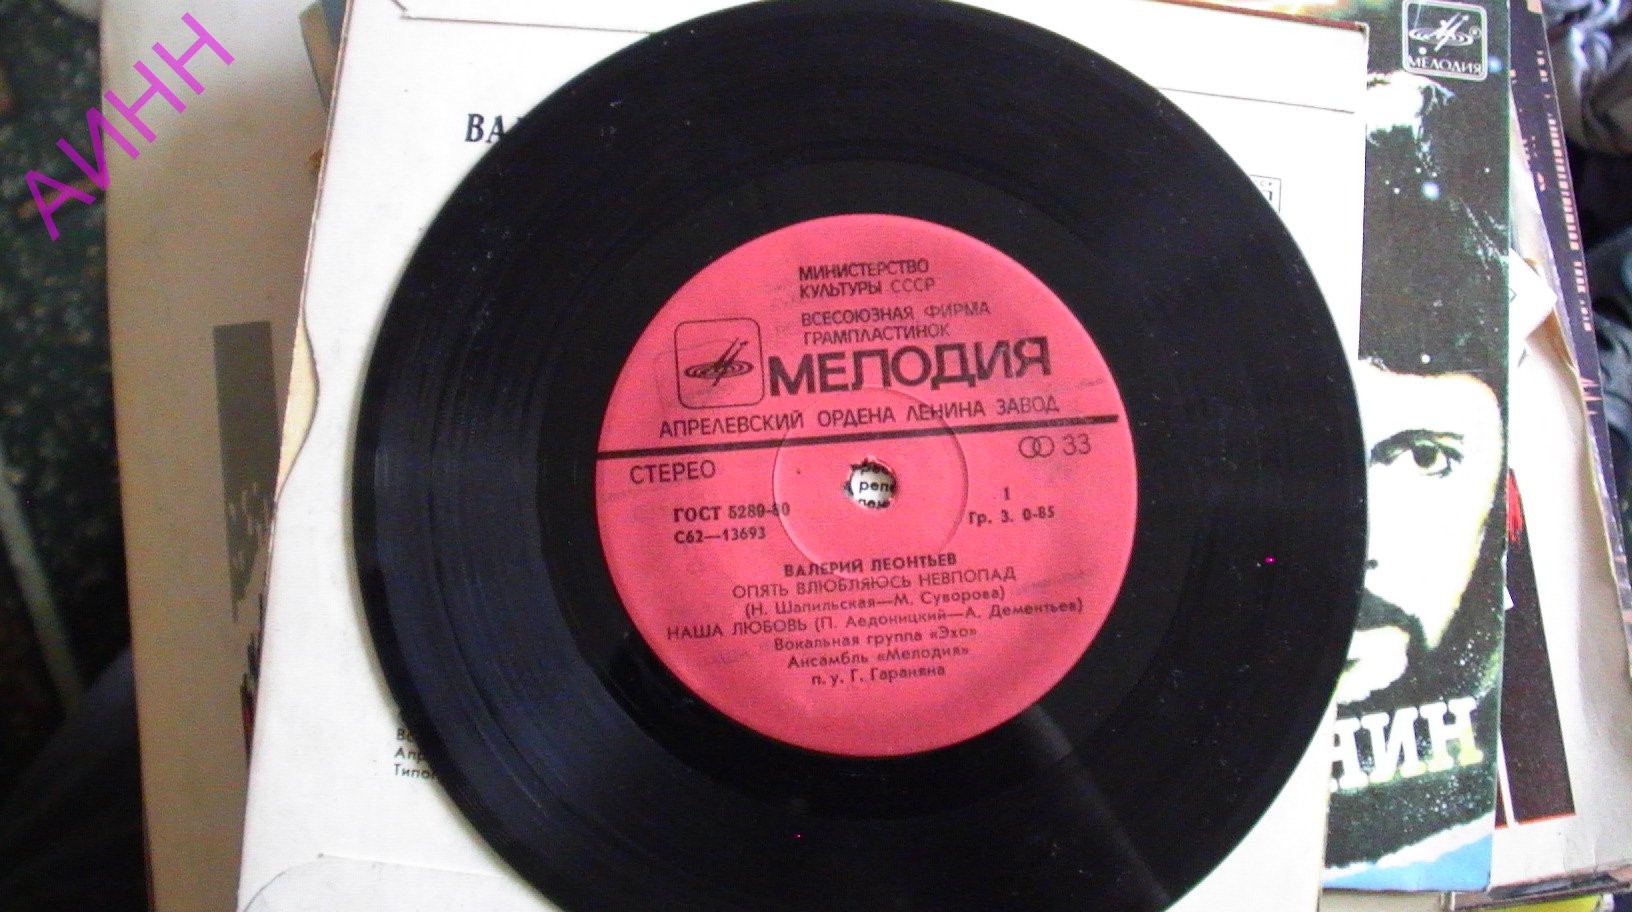 АИНН
МЕЛОДИЯ
МИНИСТЕРСТВО
КУЛЬТУРЫ СССР
ВСЕСОЮЗНАЯ ФИРМА
ГРАМПЛАСТИНОК
МЕЛОДИЯ
АПРЕЛЕВСКИЙ ОРДЕНА ЛЕНИНА ЗАВОД
СТЕРЕО 33
ГОСТ 5289-80 1
С62—13693 Гр. 3. 0-85
ВАЛЕРИЙ ЛЕОНТЬЕВ
ОПЯТЬ ВЛЮБЛЯЮСЬ НЕВПОПАД
(Н. Шапильская—М. Суворова)
НАША ЛЮБОВЬ (П. Аедоницкий—А. Дементьев)
Вокальная группа «Эхо»
Ансамбль «Мелодия»
п. у. Г. Гараняна